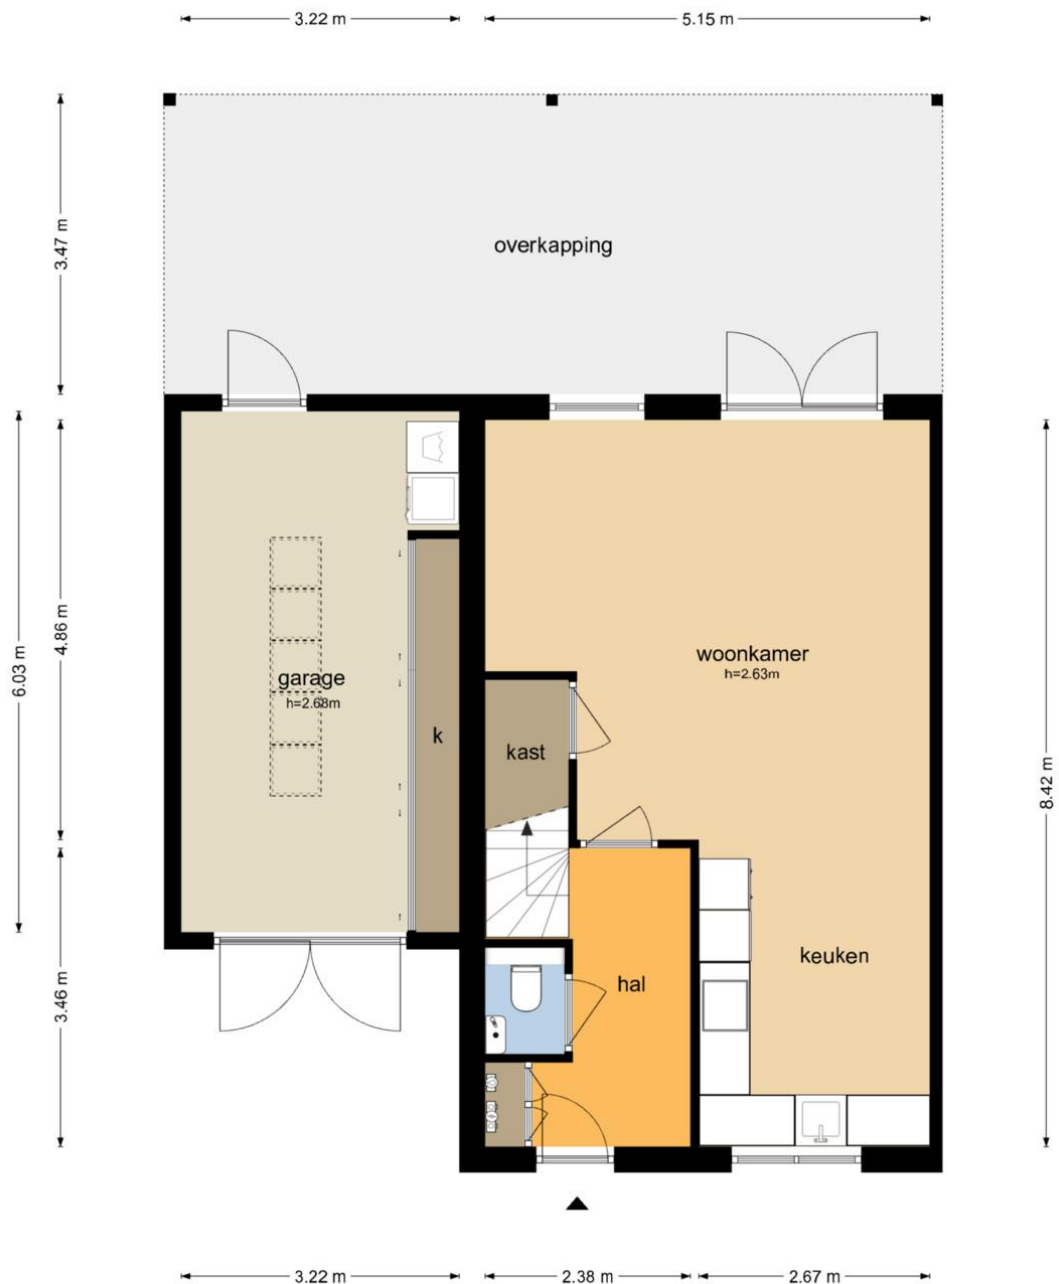 3.22 m
5.15 m
3.47 m
overkapping
6.03 m
4.86 m
8.42 m
woonkamer
h=2.63m
garage
h=2.68m
k
kast
keuken
hal
3.46 m
3.22 m
2.38 m
2.67 m